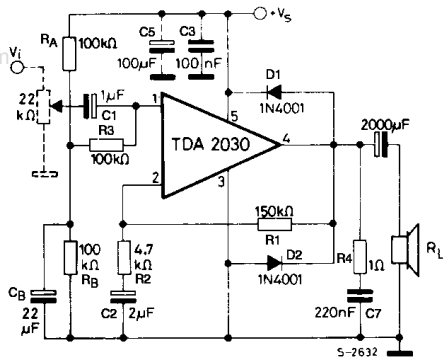 +Vs
Vi
RA
100kΩ
C5
C3
100µF
100 nF
D1
1N4001
22
kΩ
1µF
C1
R3
100kΩ
1
2
3
4
5
TDA 2030
2000µF
150kΩ
R1
D2
1N4001
100
kΩ
RB
4.7
kΩ
R2
R4
1Ω
RL
CB
22
µF
C2
2µF
220nF
C7
S-2632